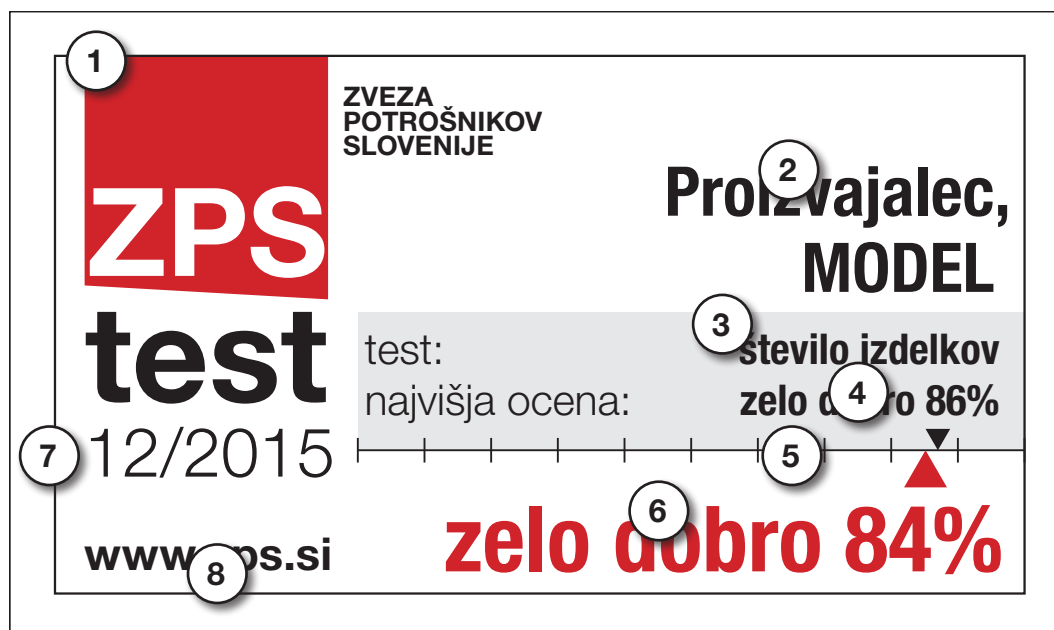 1
ZPS
test
7
12/2015
www.zps.si
8
ZVEZA
POTROŠNIKOV
SLOVENIJE
2
Proizvajalec,
MODEL
3
test: število izdelkov
4
najvišja ocena: zelo dobro 86%
5
6
zelo dobro 84%